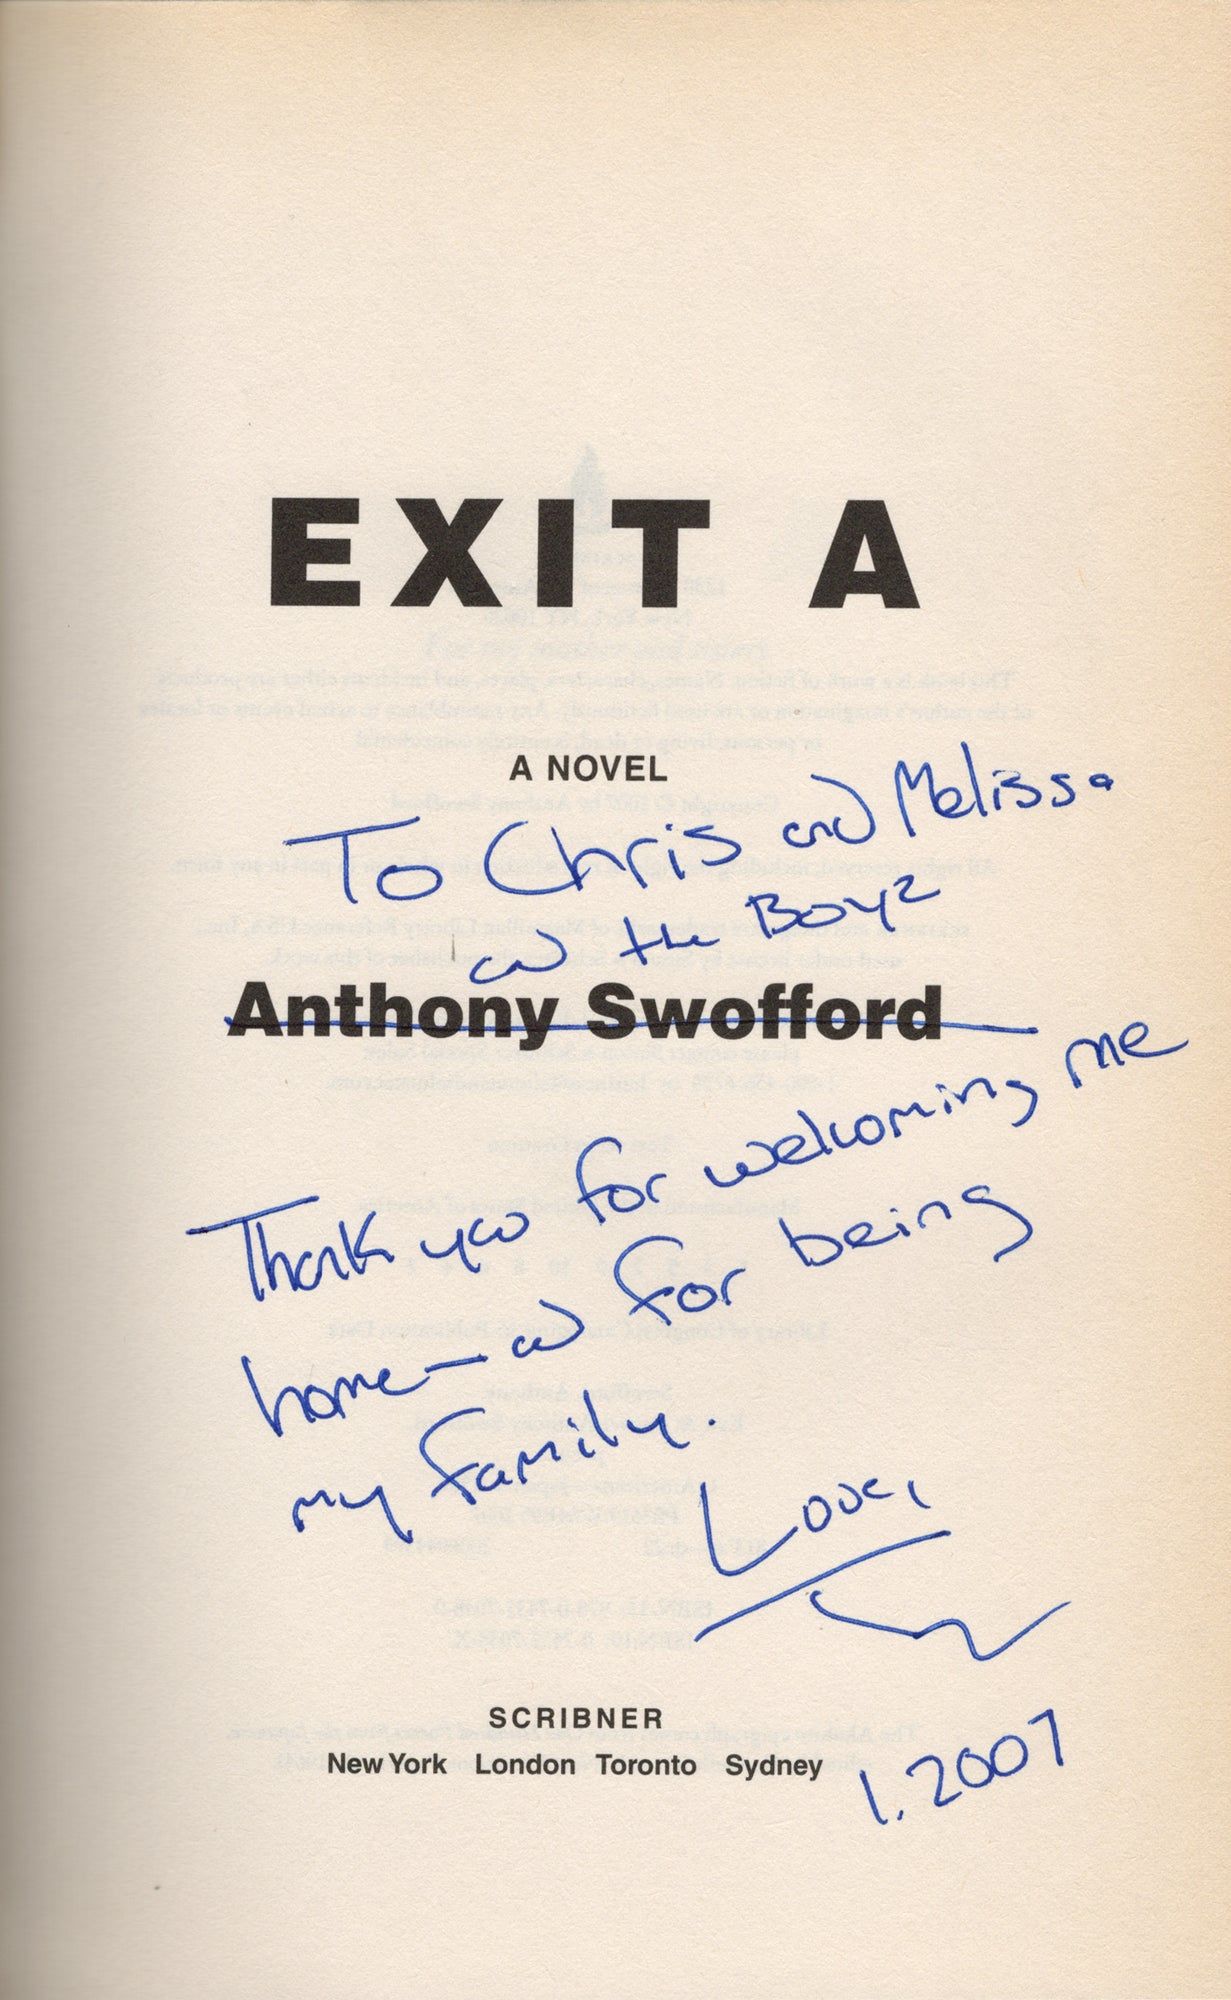 EXIT A
A NOVEL
To Chris and Melissa
and the Boyz
Anthony Swofford
Thank you for welcoming me
home—and for being
my family.
Love,
SCRIBNER
New York London Toronto Sydney
1.2007